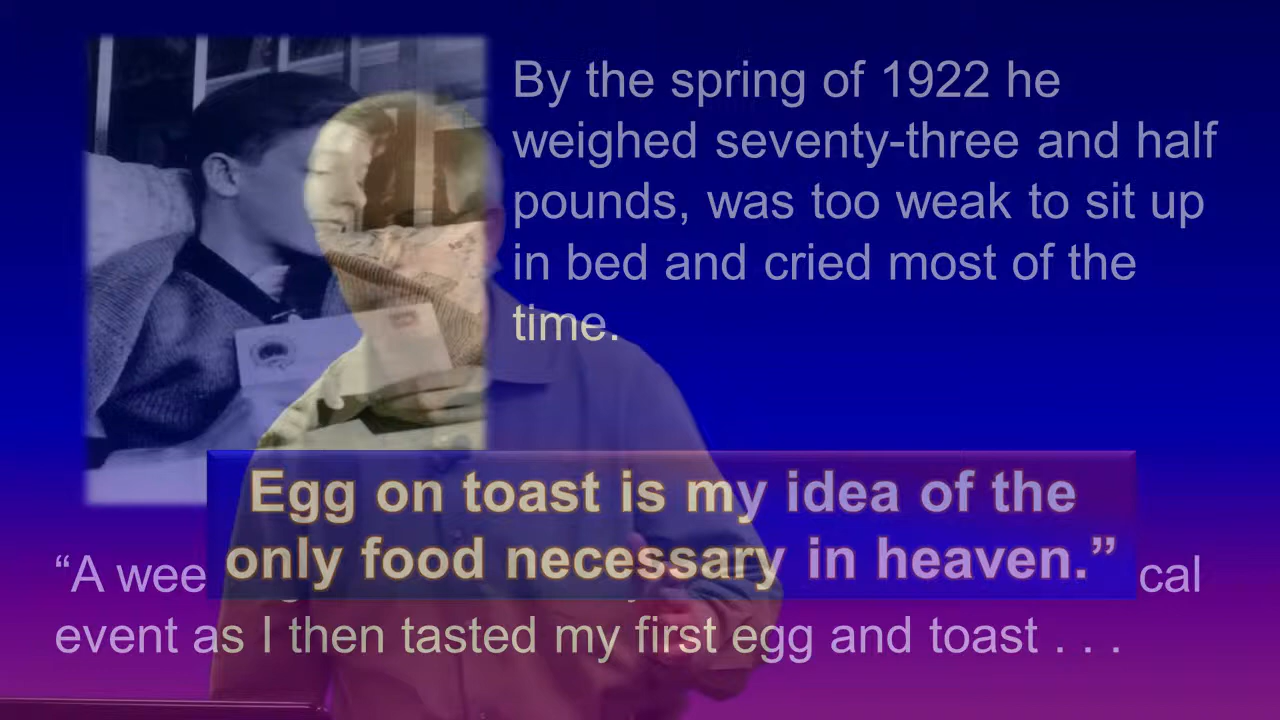 By the spring of 1922 he
weighed seventy-three and half
pounds, was too weak to sit up
in bed and cried most of the
time.
Egg on toast is my idea of the
only food necessary in heaven.”
“A wee cal
event as I then tasted my first egg and toast . . .